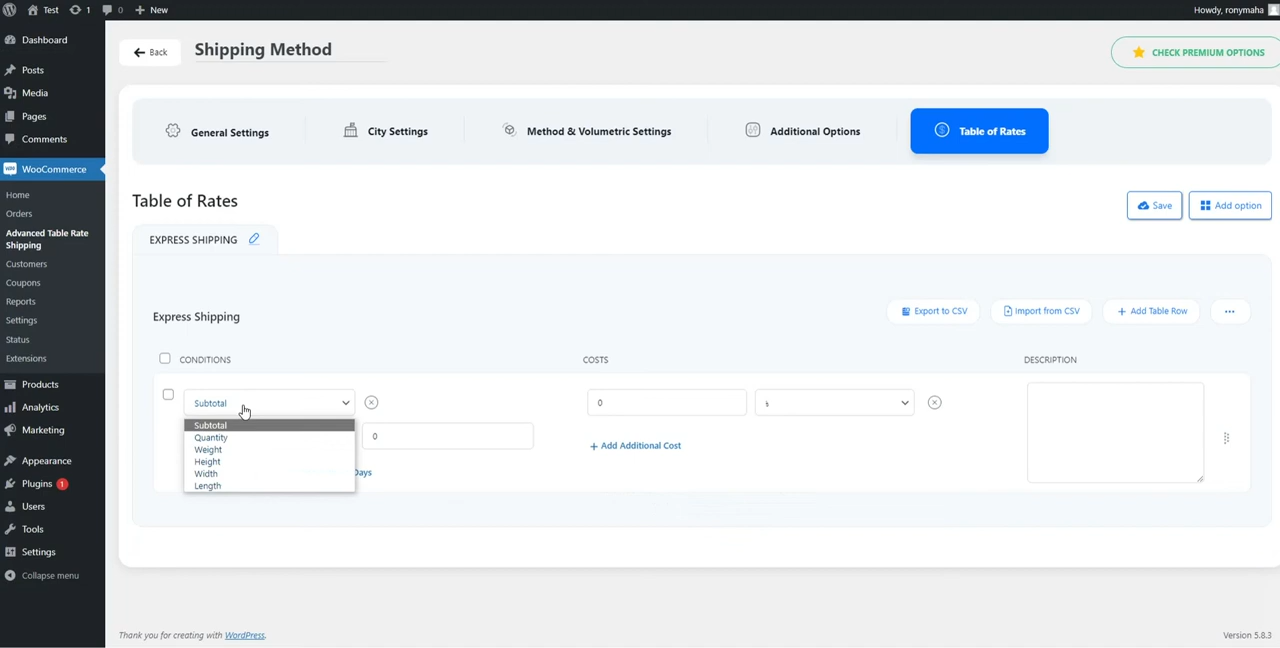 Test 1 0 New Howdy, ronymaha
Dashboard
Posts
Media
Pages
Comments
WooCommerce
Home
Orders
Advanced Table Rate
Shipping
Customers
Coupons
Reports
Settings
Status
Extensions
Products
Analytics
Marketing
Appearance
Plugins 1
Users
Tools
Settings
Collapse menu
Back Shipping Method CHECK PREMIUM OPTIONS
General Settings City Settings Method & Volumetric Settings Additional Options Table of Rates
Table of Rates Save Add option
EXPRESS SHIPPING
Express Shipping Export to CSV Import from CSV + Add Table Row ...
CONDITIONS COSTS DESCRIPTION
Subtotal 0 ৳
Subtotal
Quantity 0
Weight + Add Additional Cost
Height
Width Days
Length
Thank you for creating with WordPress. Version 5.8.3